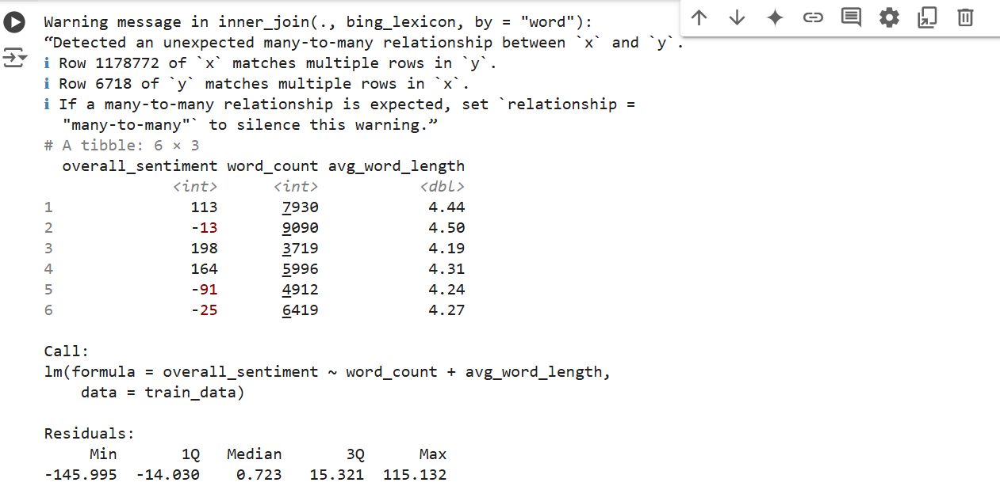 Warning message in inner_join(., bing_lexicon, by = "word"):
“Detected an unexpected many-to-many relationship between `x` and `y`.
ℹ Row 1178772 of `x` matches multiple rows in `y`.
ℹ Row 6718 of `y` matches multiple rows in `x`.
ℹ If a many-to-many relationship is expected, set `relationship =
"many-to-many"` to silence this warning.”
# A tibble: 6 × 3
overall_sentiment word_count avg_word_length
<int> <int> <dbl>
1 113 7930 4.44
2 -13 9090 4.50
3 198 3719 4.19
4 164 5996 4.31
5 -91 4912 4.24
6 -25 6419 4.27
Call:
lm(formula = overall_sentiment ~ word_count + avg_word_length,
data = train_data)
Residuals:
Min 1Q Median 3Q Max
-145.995 -14.030 0.723 15.321 115.132